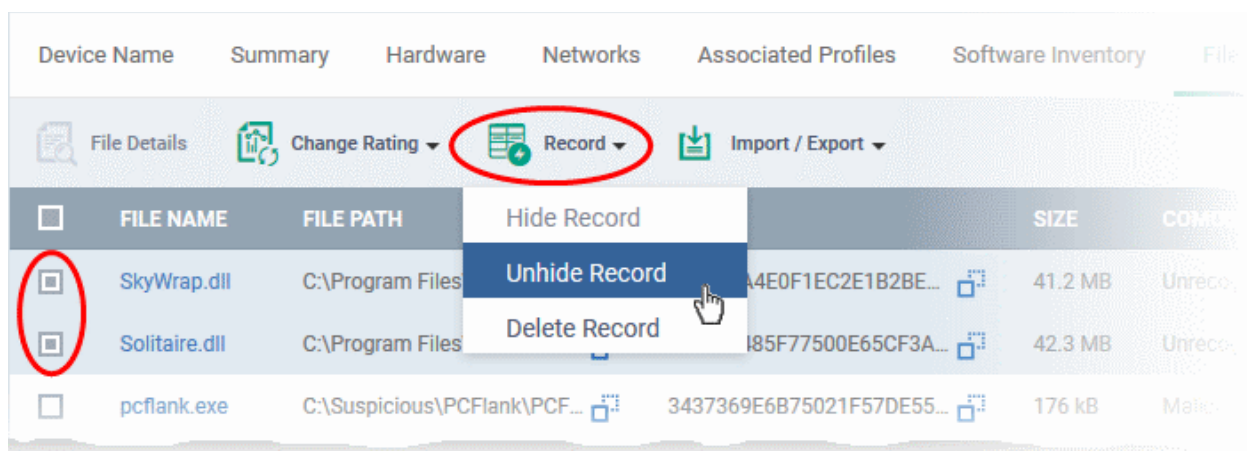 Device Name Summary Hardware Networks Associated Profiles Software Inventory File
File Details Change Rating Record Import / Export
FILE NAME FILE PATH SIZE
Hide Record
SkyWrap.dll C:\Program Files A4E0F1EC2E1B2BE... 41.2 MB
Unhide Record
Solitaire.dll C:\Program Files 485F77500E65CF3A... 42.3 MB
Delete Record
pcflank.exe C:\Suspicious\PCFlank\PCF... 3437369E6B75021F57DE55... 176 kB